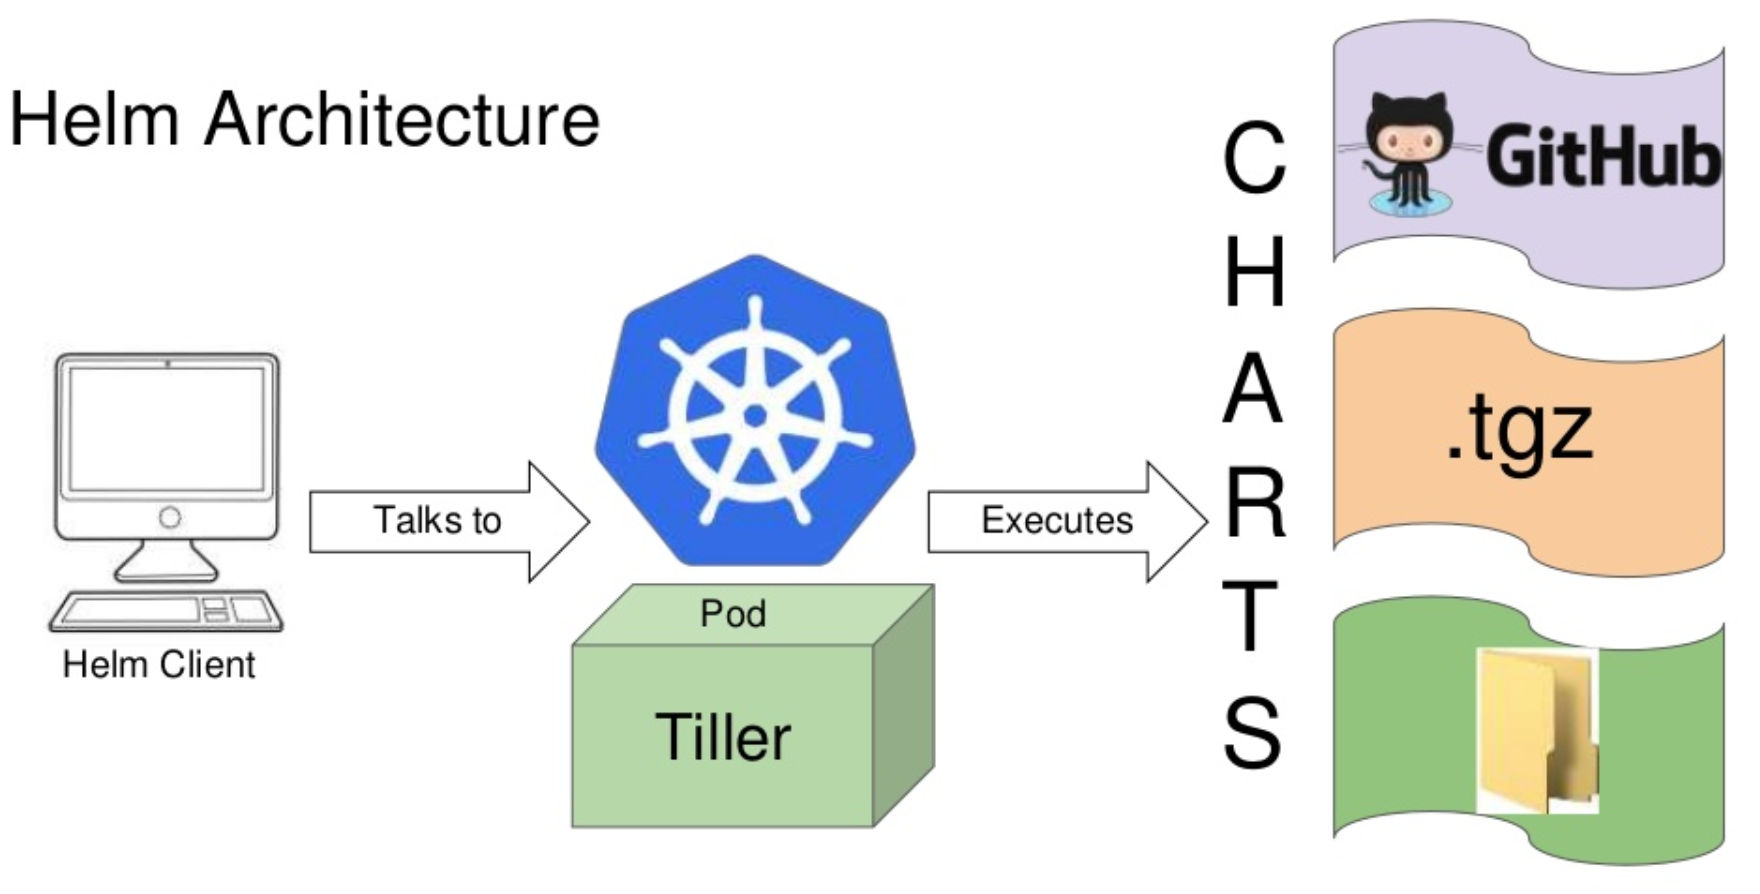 Helm Architecture
Helm Client
Talks to
Pod
Tiller
Executes
C
H
A
R
T
S
GitHub
.tgz